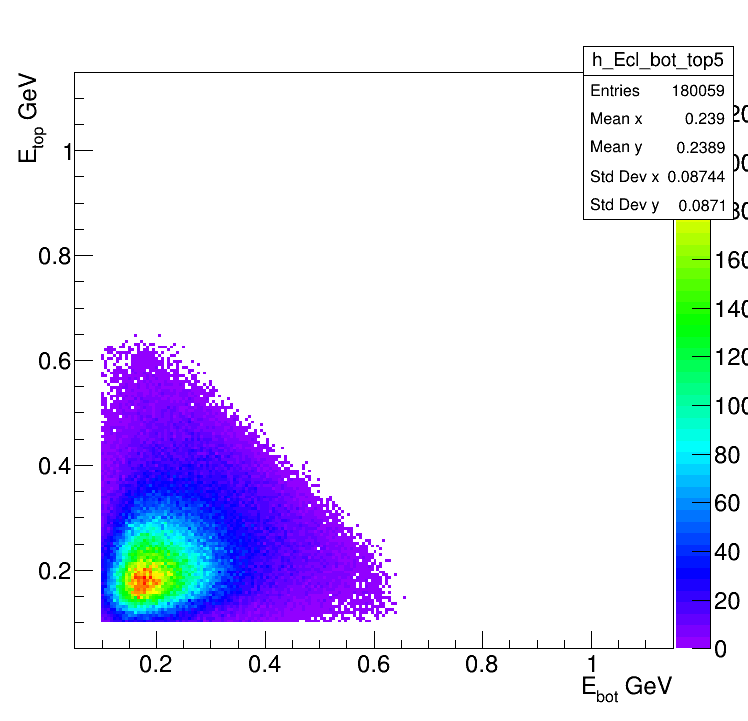 h_Ecl_bot_top5
Entries 180059
Mean x 0.239
Mean y 0.2389
Std Dev x 0.08744
Std Dev y 0.0871
E_top GeV
1
0.8
0.6
0.4
0.2
0.2 0.4 0.6 0.8 1
E_bot GeV
160
140
120
100
80
60
40
20
0